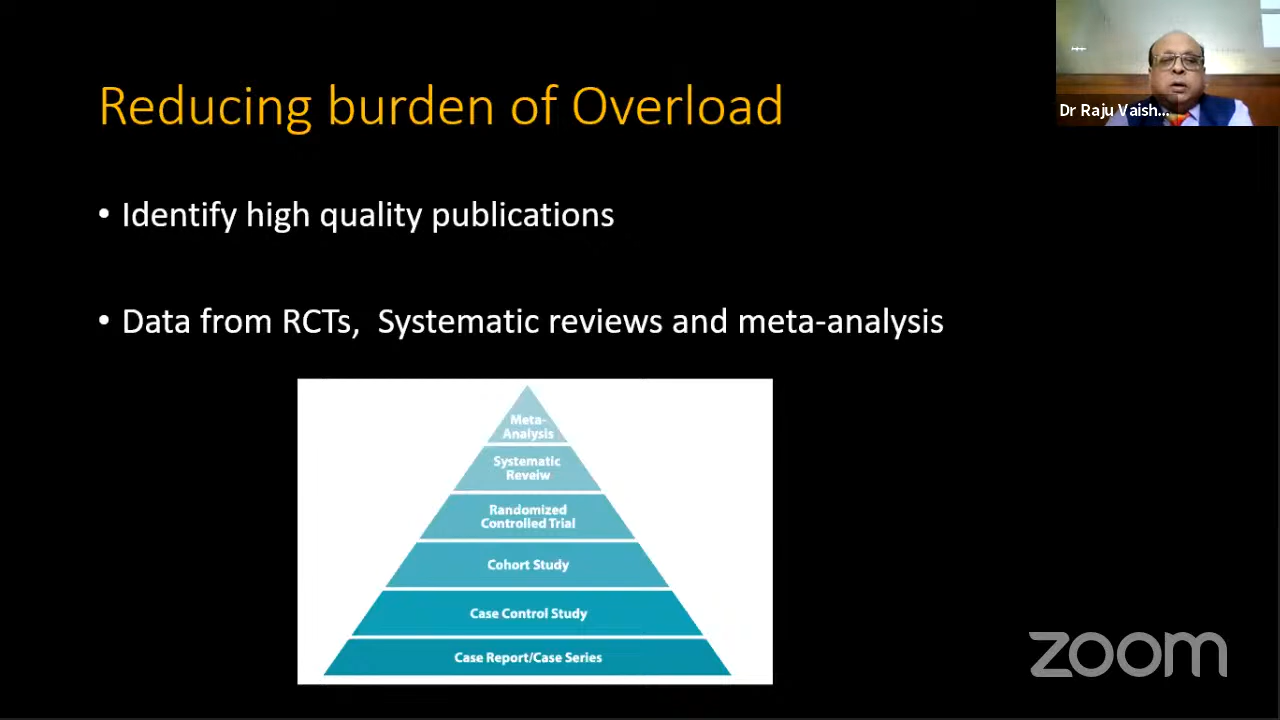 Reducing burden of Overload
Dr Raju Vaish...
• Identify high quality publications
• Data from RCTs,  Systematic reviews and meta-analysis
Meta-
Analysis
Systematic
Reveiw
Randomized
Controlled Trial
Cohort Study
Case Control Study
Case Report/Case Series
zoom